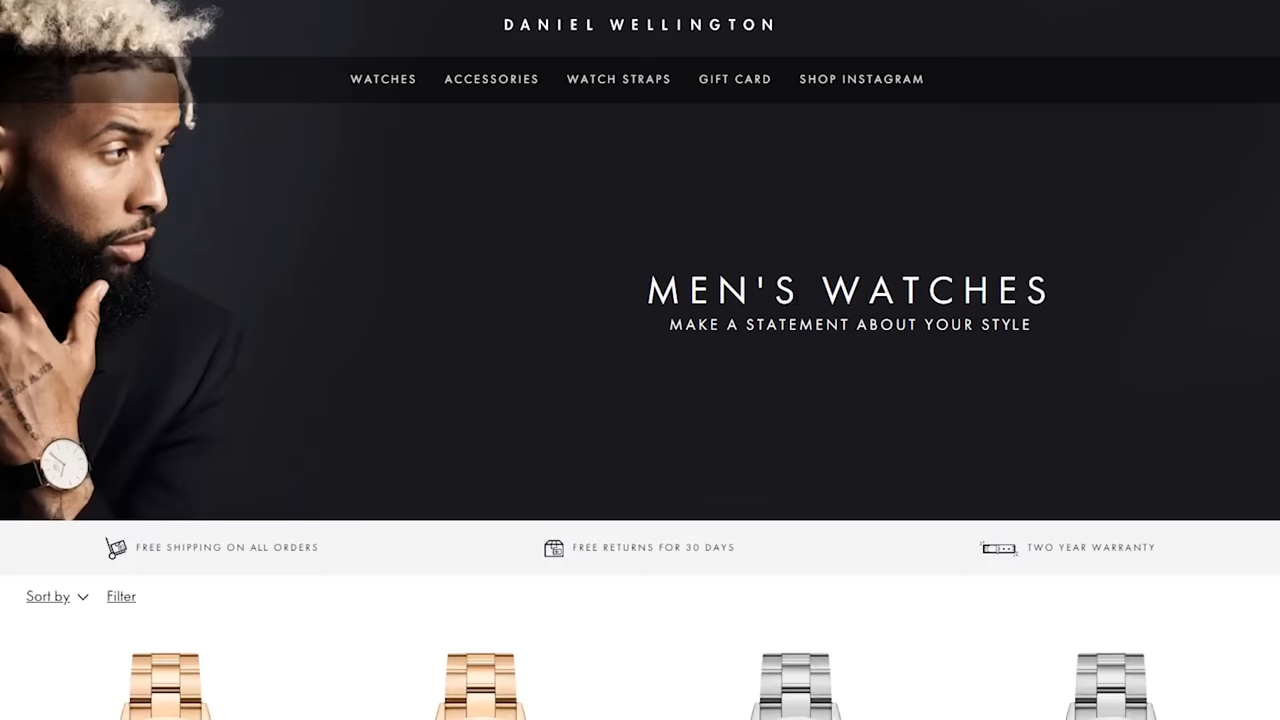 DANIEL WELLINGTON
WATCHES ACCESSORIES WATCH STRAPS GIFT CARD SHOP INSTAGRAM
MEN'S WATCHES
MAKE A STATEMENT ABOUT YOUR STYLE
FREE SHIPPING ON ALL ORDERS FREE RETURNS FOR 30 DAYS TWO YEAR WARRANTY
Sort by Filter